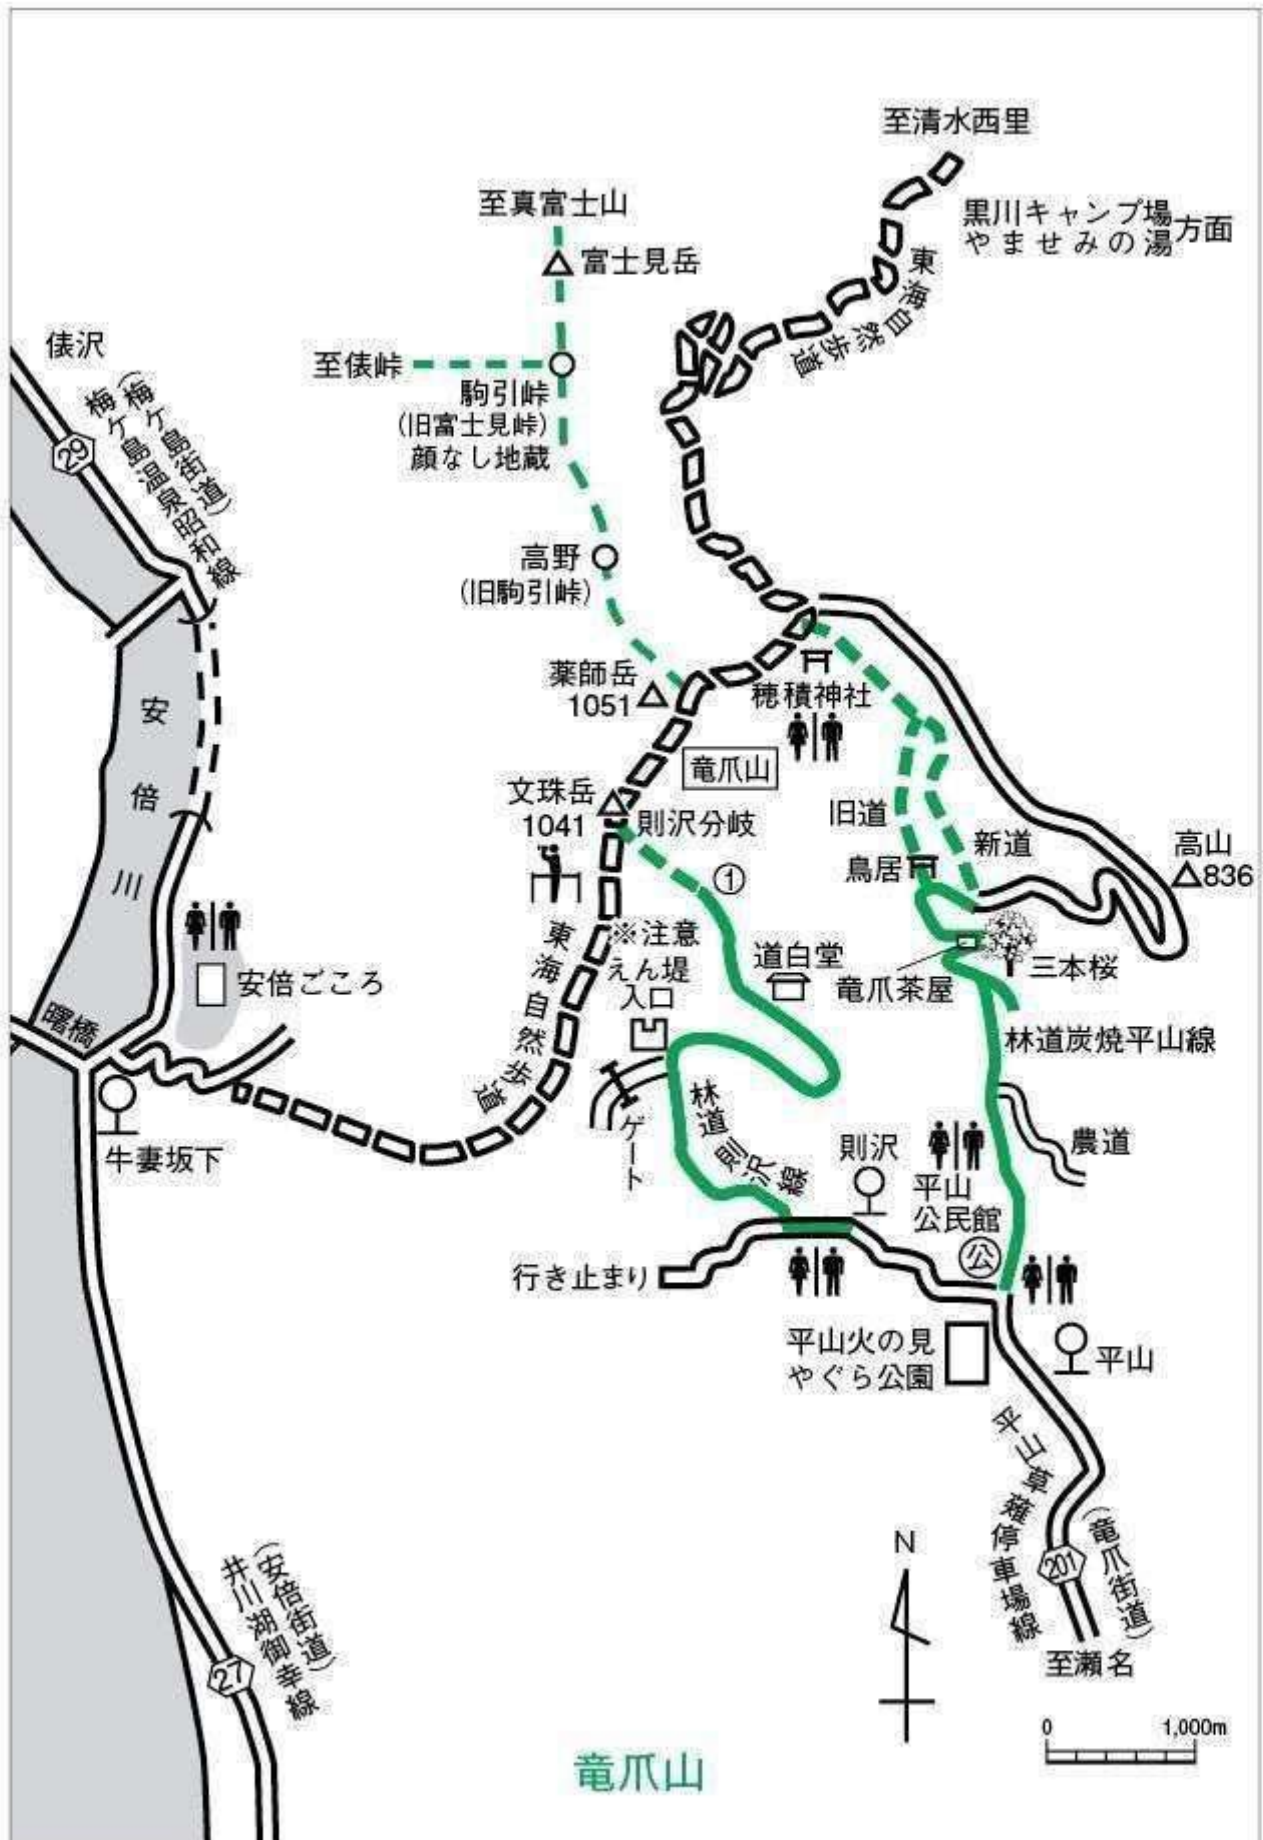 至清水西里
黒川キャンプ場
やませみの湯
方面
東海自然歩道
至真富士山
富士見岳
俵沢
至俵峠
駒引峠
(旧富士見峠)
顔なし地蔵
29
(梅ヶ島街道)
梅ヶ島温泉昭和線
高野
(旧駒引峠)
薬師岳
1051
穂積神社
安倍川
竜爪山
文珠岳
1041
則沢分岐
旧道
新道
高山
836
鳥居
①
※注意
えん堤
入口
道白堂
竜爪茶屋
三本桜
安倍ごころ
東海自然歩道
曙橋
林道炭焼平山線
牛妻坂下
ゲート
林道則沢線
則沢
平山
公民館
農道
公
行き止まり
平山火の見
やぐら公園
平山
平山草薙停車場線
201
(竜爪街道)
至瀬名
N
(安倍街道)
井川湖御幸線
27
0
1,000m
竜爪山